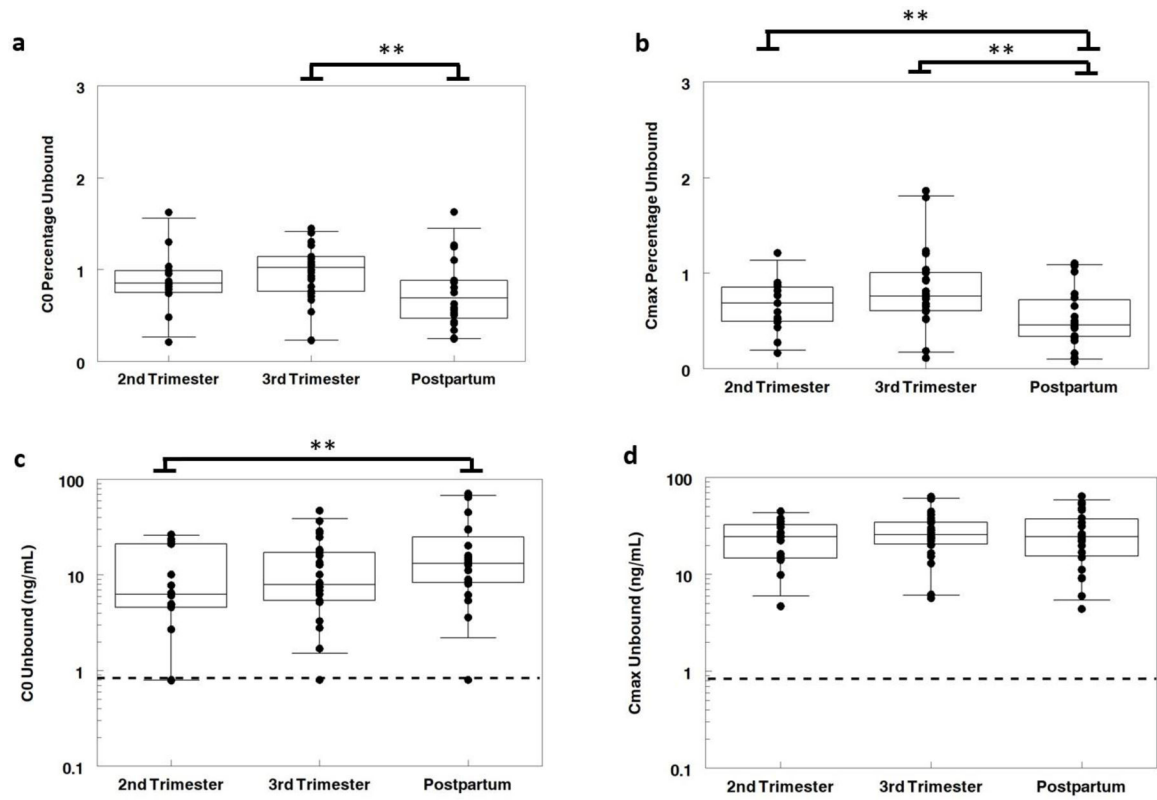 a
**
C0 Percentage Unbound
3
2
1
0
2nd Trimester 3rd Trimester Postpartum
b
**
**
Cmax Percentage Unbound
3
2
1
0
2nd Trimester 3rd Trimester Postpartum
c
**
C0 Unbound (ng/mL)
100
10
1
0.1
2nd Trimester 3rd Trimester Postpartum
d
Cmax Unbound (ng/mL)
100
10
1
0.1
2nd Trimester 3rd Trimester Postpartum